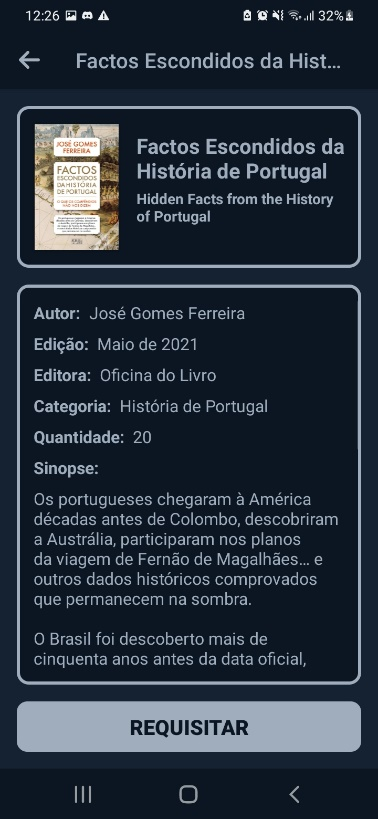 12:26
32%
Factos Escondidos da Hist...
JOSÉ GOMES
FERREIRA
FACTOS
ESCONDIDOS
DA HISTÓRIA
DE PORTUGAL
Factos Escondidos da
História de Portugal
Hidden Facts from the History
of Portugal
Autor: José Gomes Ferreira
Edição: Maio de 2021
Editora: Oficina do Livro
Categoria: História de Portugal
Quantidade: 20
Sinopse:
Os portugueses chegaram à América
décadas antes de Colombo, descobriram
a Austrália, participaram nos planos
da viagem de Fernão de Magalhães... e
outros dados históricos comprovados
que permanecem na sombra.
O Brasil foi descoberto mais de
cinquenta anos antes da data oficial,
REQUISITAR